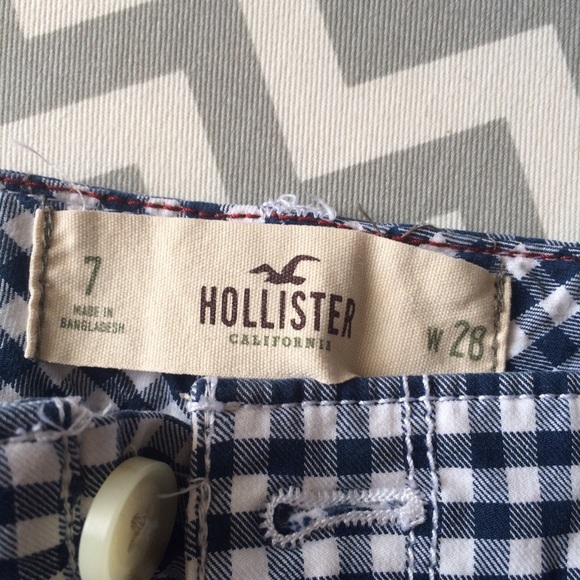 7
MADE IN
BANGLADESH
HOLLISTER
CALIFORNIA
W 28